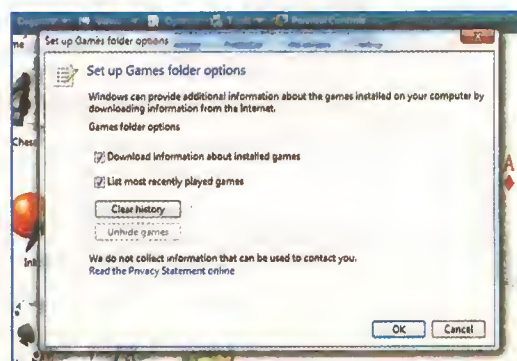 Set up Games folder options
Set up Games folder options
Windows can provide additional information about the games installed on your computer by
downloading information from the Internet.
Games folder options
Download information about installed games
List most recently played games
Clear history
Unhide games
We do not collect information that can be used to contact you.
Read the Privacy Statement online
OK
Cancel
Chess
A